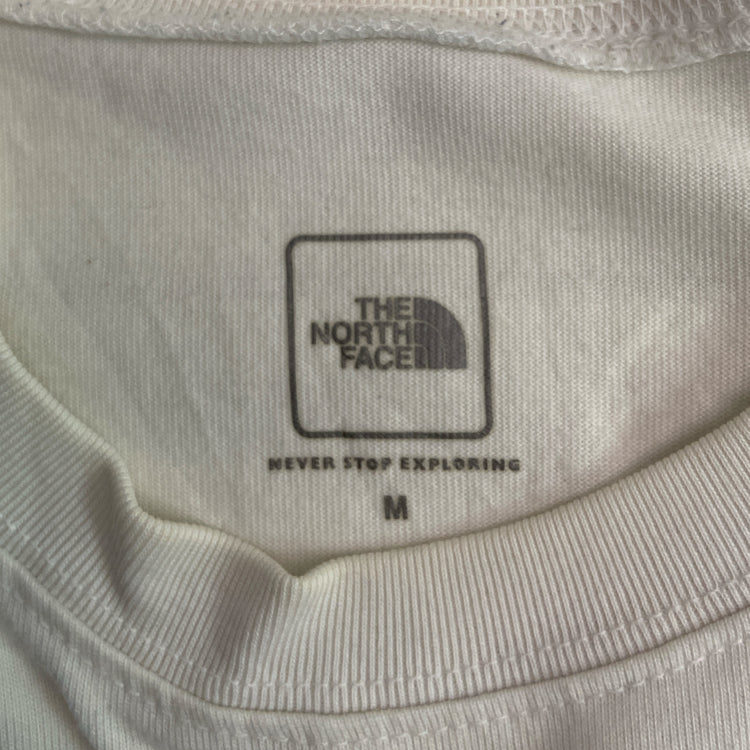 THE
NORTH
FACE
NEVER STOP EXPLORING
M